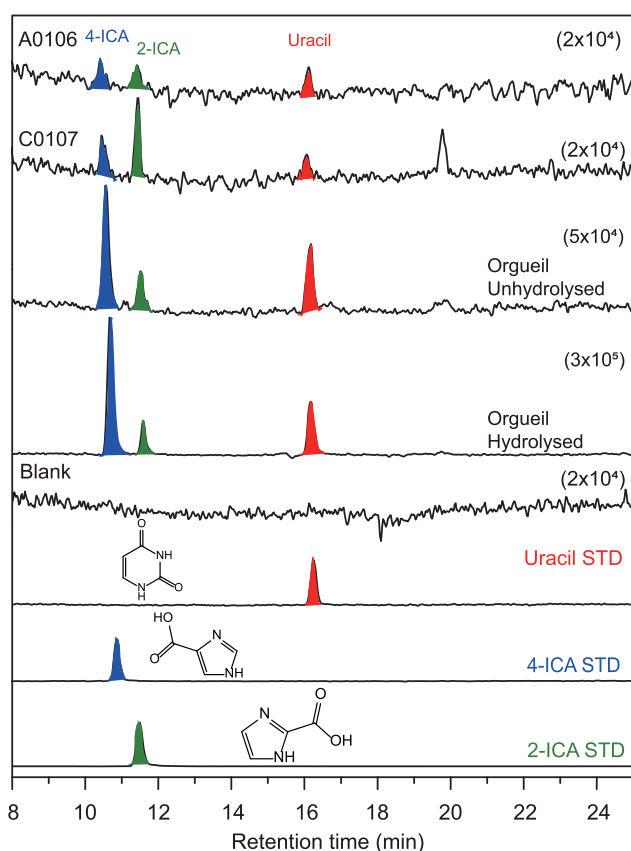 A0106
4-ICA
2-ICA
Uracil
(2x10⁴)
C0107
(2x10⁴)
(5x10⁴)
Orgueil
Unhydrolysed
(3x10⁵)
Orgueil
Hydrolysed
Blank
(2x10⁴)
O
NH
N
H
O
Uracil STD
HO
O
N
NH
4-ICA STD
O
N
OH
NH
2-ICA STD
8 10 12 14 16 18 20 22 24
Retention time (min)